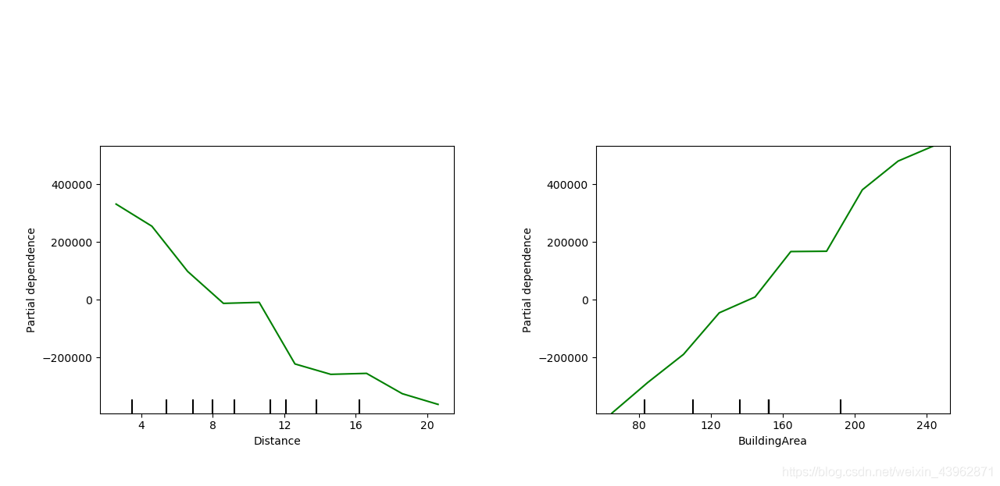 400000
200000
0
−200000
Partial dependence
4 8 12 16 20
Distance
400000
200000
0
−200000
Partial dependence
80 120 160 200 240
BuildingArea
https://blog.csdn.net/weixin_43962871